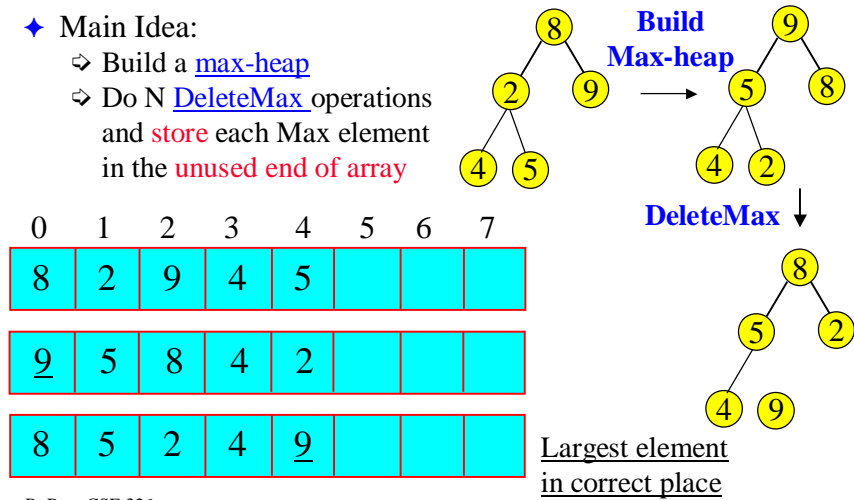 Main Idea:
Build a max-heap
Do N DeleteMax operations
and store each Max element
in the unused end of array
8
2 9
4 5
Build
Max-heap
9
5 8
4 2
DeleteMax
8
5 2
4 9
0 1 2 3 4 5 6 7
8 2 9 4 5
9 5 8 4 2
8 5 2 4 9
Largest element
in correct place